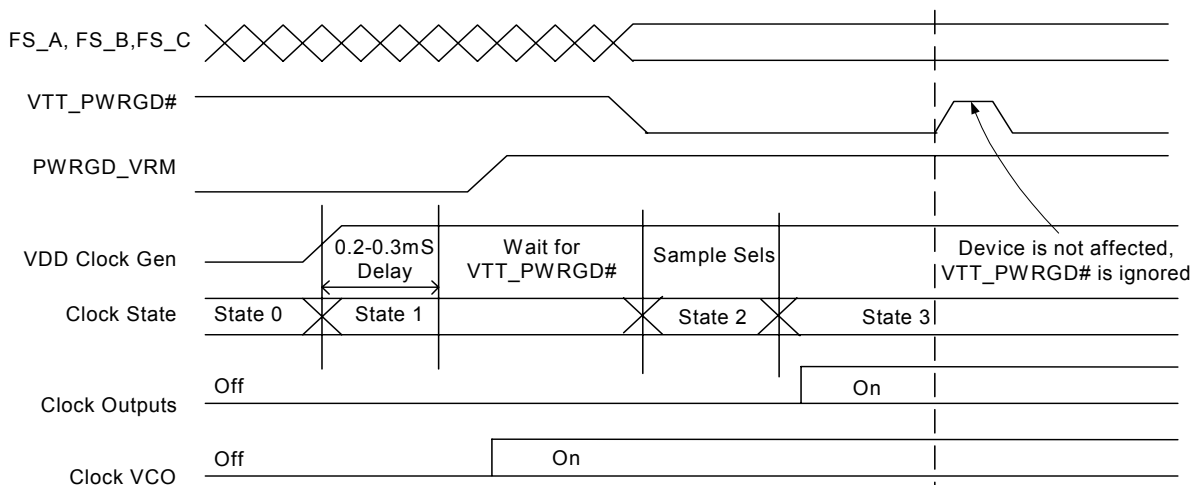 FS_A, FS_B,FS_C
VTT_PWRGD#
PWRGD_VRM
VDD Clock Gen
0.2-0.3mS
Delay
Wait for
VTT_PWRGD#
Sample Sels
Device is not affected,
VTT_PWRGD# is ignored
Clock State
State 0
State 1
State 2
State 3
Clock Outputs
Off
On
Clock VCO
Off
On